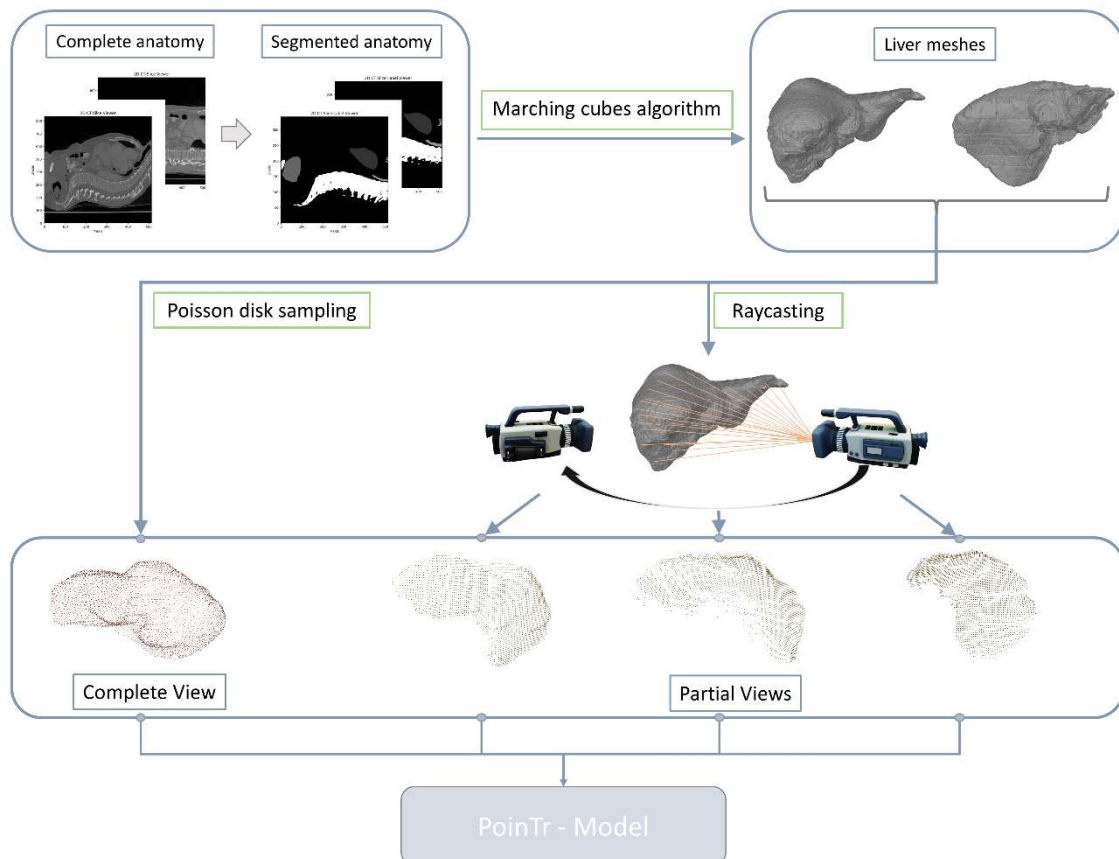 Complete anatomy
Segmented anatomy
Liver meshes
Marching cubes algorithm
Poisson disk sampling
Raycasting
Complete View
Partial Views
PoinTr - Model